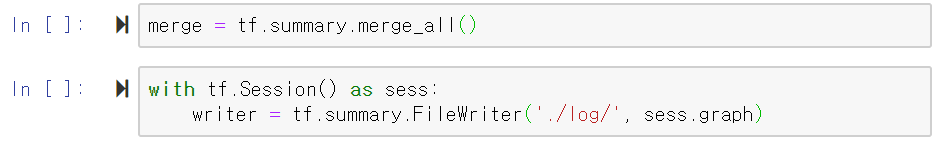 In [ ]: merge = tf.summary.merge_all()
In [ ]: with tf.Session() as sess:
writer = tf.summary.FileWriter('./log/', sess.graph)